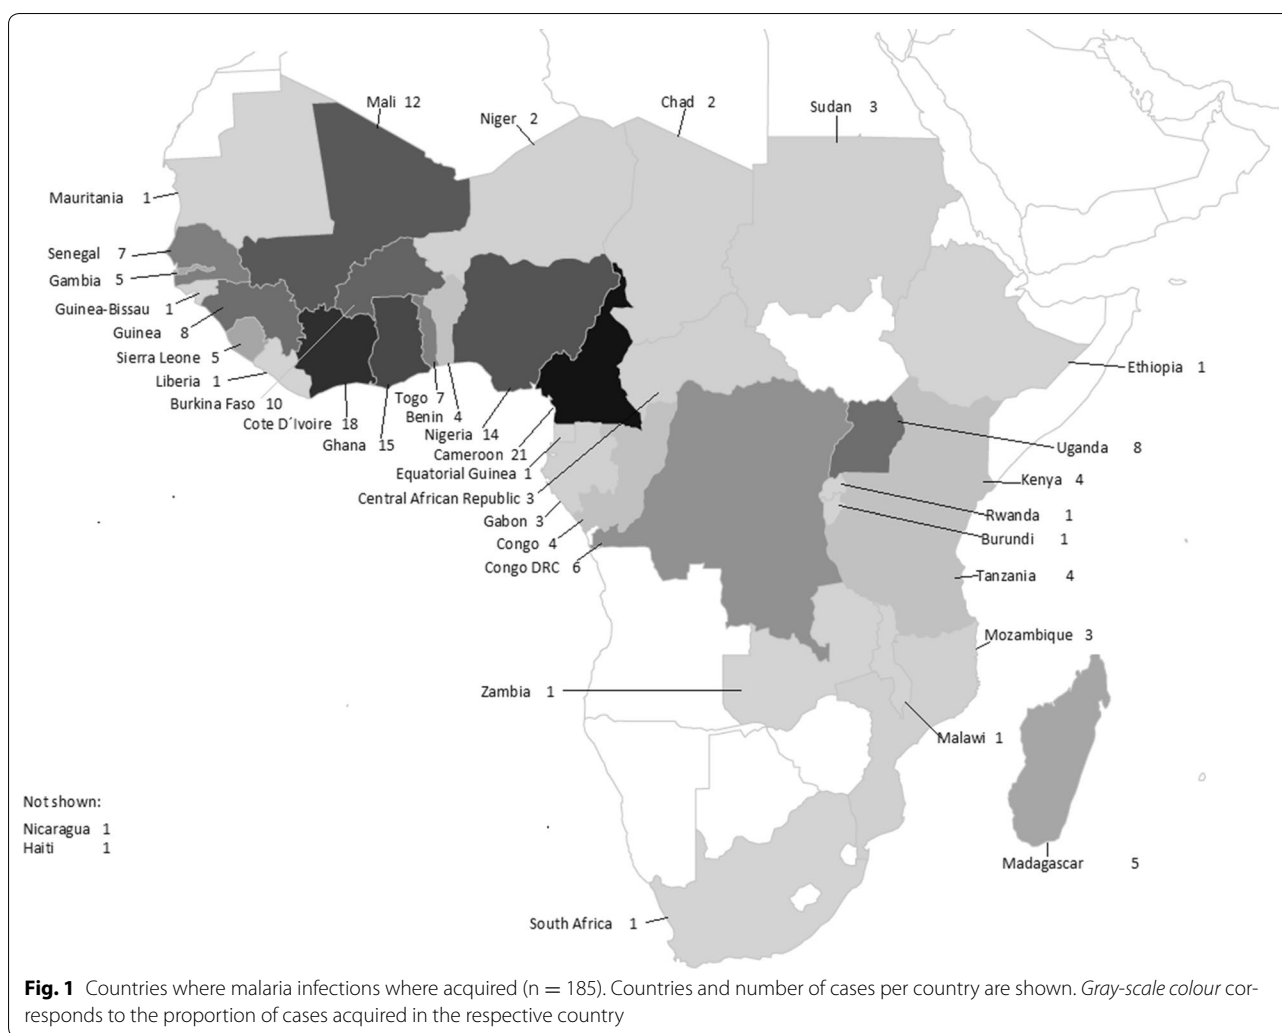 Mali 12
Chad 2
Niger 2
Sudan 3
Mauritania 1
Senegal 7
Gambia 5
Guinea-Bissau 1
Guinea 8
Sierra Leone 5
Liberia 1
Burkina Faso 10
Cote D´Ivoire 18
Ghana 15
Togo 7
Benin 4
Nigeria 14
Cameroon 21
Equatorial Guinea 1
Central African Republic 3
Gabon 3
Congo 4
Congo DRC 6
Ethiopia 1
Uganda 8
Kenya 4
Rwanda 1
Burundi 1
Tanzania 4
Mozambique 3
Zambia 1
Malawi 1
Madagascar 5
South Africa 1
Not shown:
Nicaragua 1
Haiti 1
Fig. 1 Countries where malaria infections where acquired (n = 185). Countries and number of cases per country are shown. Gray-scale colour cor-
responds to the proportion of cases acquired in the respective country